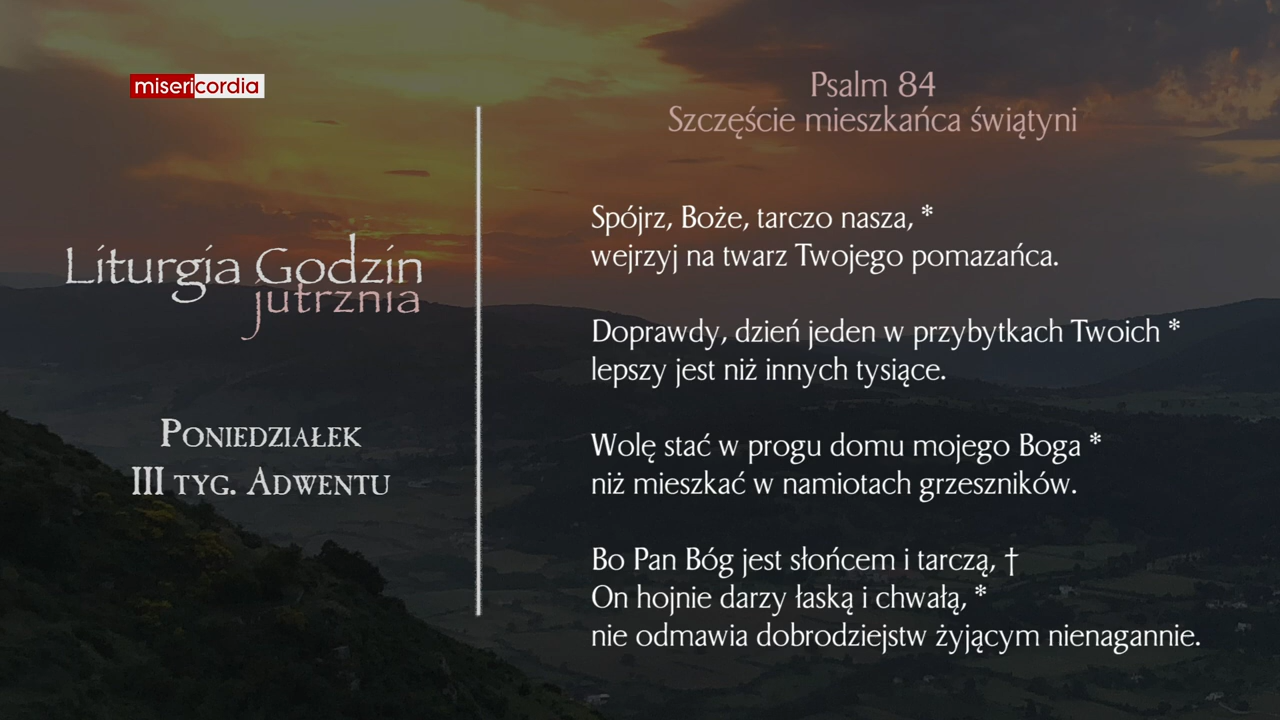 misericordia
Liturgia Godzin
jutrznia
Poniedziałek
III tyg. Adwentu
Psalm 84
Szczęście mieszkańca świątyni
Spójrz, Boże, tarczo nasza, *
wejrzyj na twarz Twojego pomazańca.
Doprawdy, dzień jeden w przybytkach Twoich *
lepszy jest niż innych tysiące.
Wolę stać w progu domu mojego Boga *
niż mieszkać w namiotach grzeszników.
Bo Pan Bóg jest słońcem i tarczą, †
On hojnie darzy łaską i chwałą, *
nie odmawia dobrodziejstw żyjącym nienagannie.